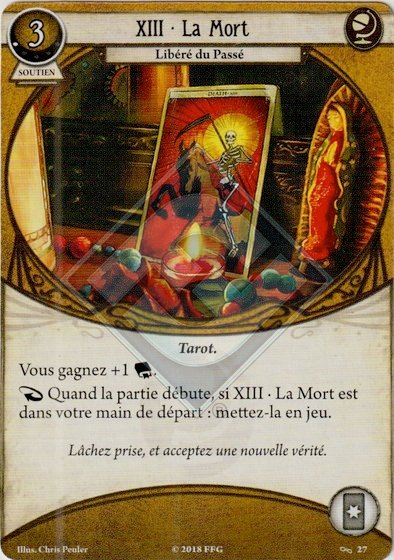 3
XIII · La Mort
SOUTIEN
Libéré du Passé
DEATH
Tarot.
Vous gagnez +1 .
Quand la partie débute, si XIII · La Mort est
dans votre main de départ : mettez-la en jeu.
Lâchez prise, et acceptez une nouvelle vérité.
Illus. Chris Peuler
© 2018 FFG
27